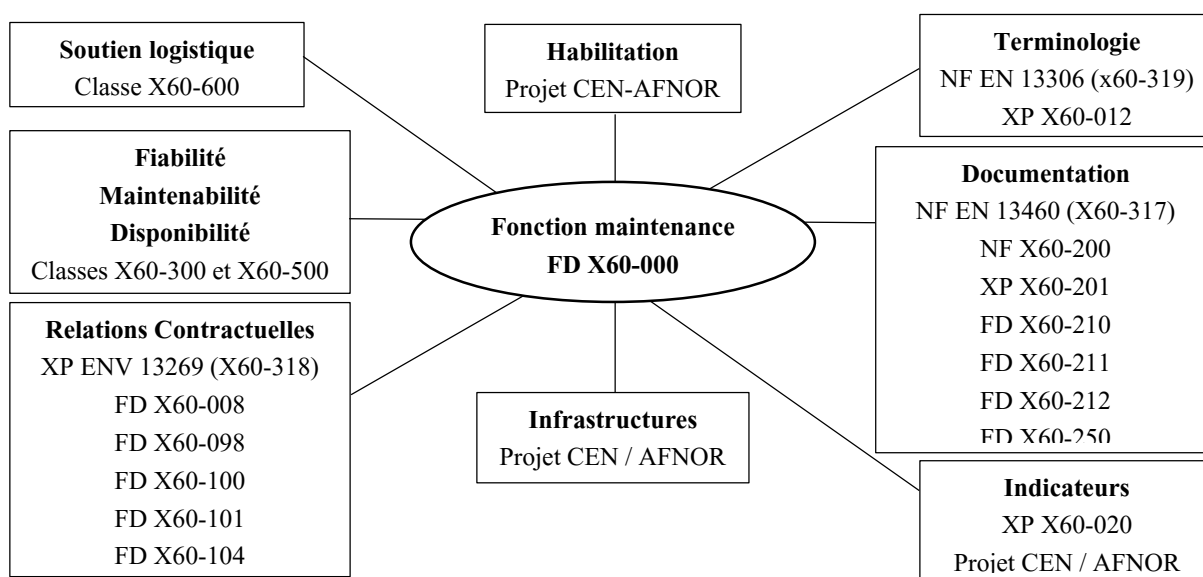 Soutien logistique
Classe X60-600
Habilitation
Projet CEN-AFNOR
Terminologie
NF EN 13306 (x60-319)
XP X60-012
Fiabilité
Maintenabilité
Disponibilité
Classes X60-300 et X60-500
Fonction maintenance
FD X60-000
Documentation
NF EN 13460 (X60-317)
NF X60-200
XP X60-201
FD X60-210
FD X60-211
FD X60-212
FD X60-250
Relations Contractuelles
XP ENV 13269 (X60-318)
FD X60-008
FD X60-098
FD X60-100
FD X60-101
FD X60-104
Infrastructures
Projet CEN / AFNOR
Indicateurs
XP X60-020
Projet CEN / AFNOR